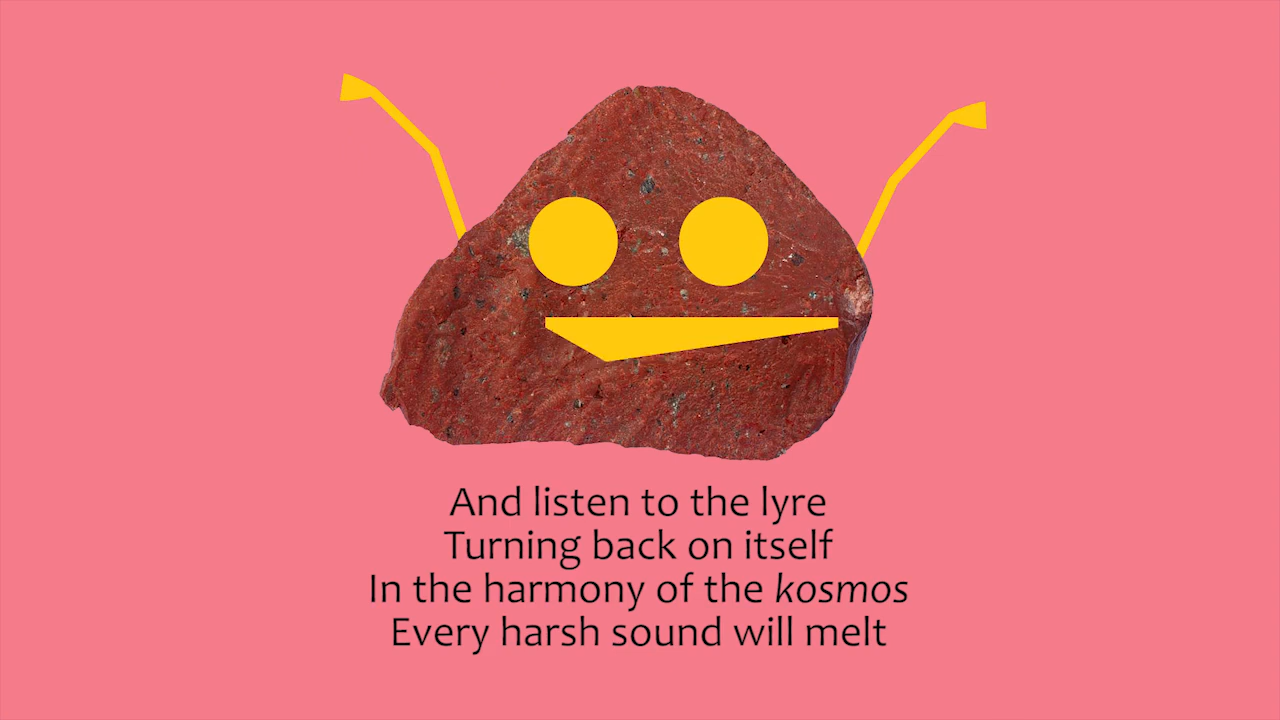 And listen to the lyre
Turning back on itself
In the harmony of the kosmos
Every harsh sound will melt